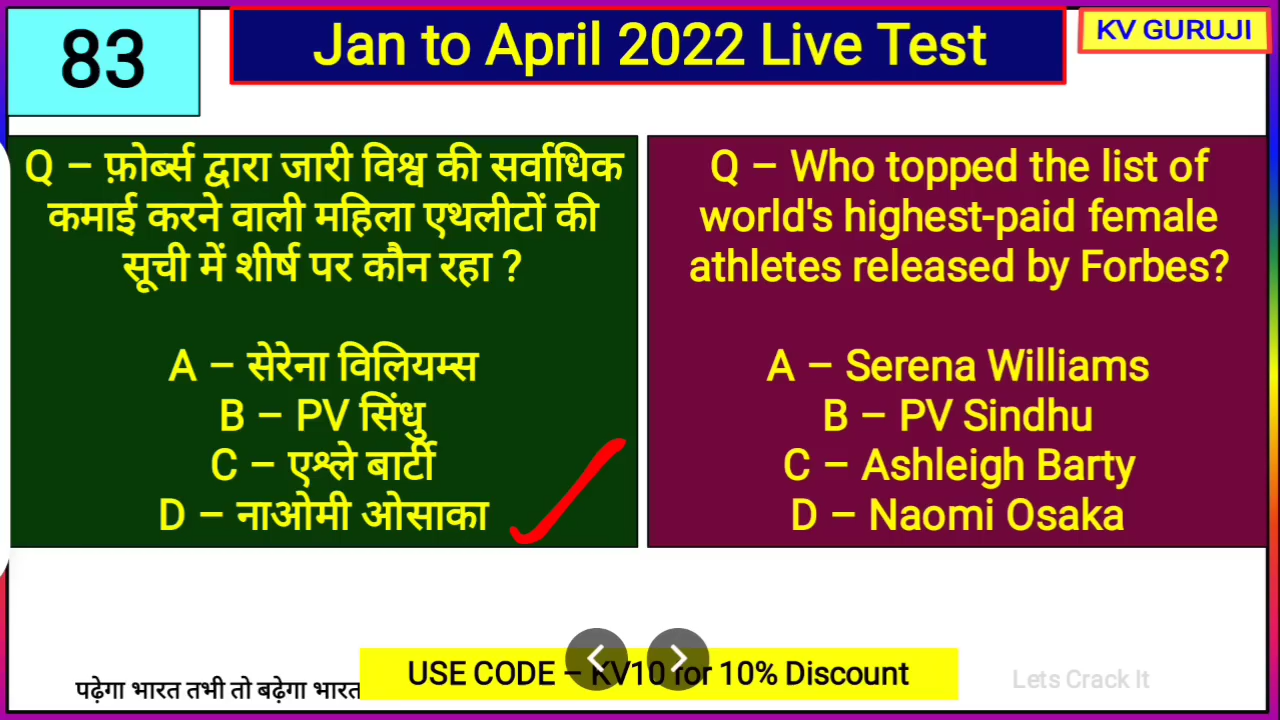 83
Jan to April 2022 Live Test
KV GURUJI
Q – फ़ोर्ब्स द्वारा जारी विश्व की सर्वाधिक
कमाई करने वाली महिला एथलीटों की
सूची में शीर्ष पर कौन रहा ?
A – सेरेना विलियम्स
B – PV सिंधु
C – एश्ले बार्टी
D – नाओमी ओसाका
Q – Who topped the list of
world's highest-paid female
athletes released by Forbes?
A – Serena Williams
B – PV Sindhu
C – Ashleigh Barty
D – Naomi Osaka
पढ़ेगा भारत तभी तो बढ़ेगा भारत
USE CODE – KV10 for 10% Discount
Lets Crack It